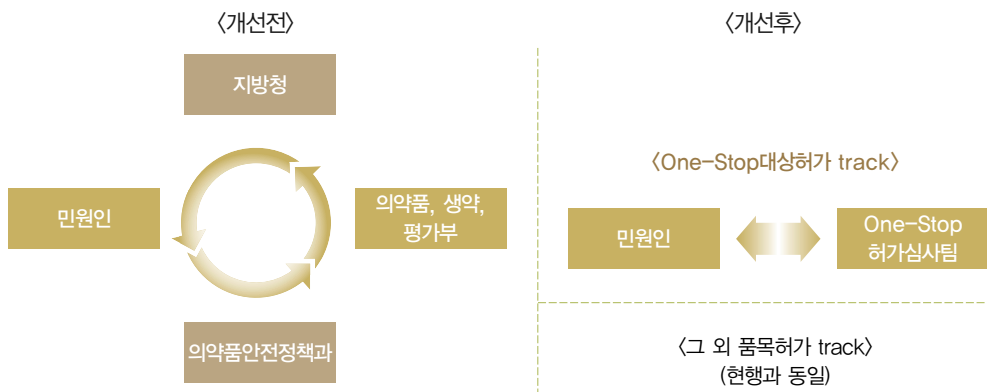 〈개선전〉
지방청
민원인
의약품, 생약,
평가부
의약품안전정책과
〈개선후〉
〈One-Stop대상허가 track〉
민원인
One-Stop
허가심사팀
〈그 외 품목허가 track〉
(현행과 동일)